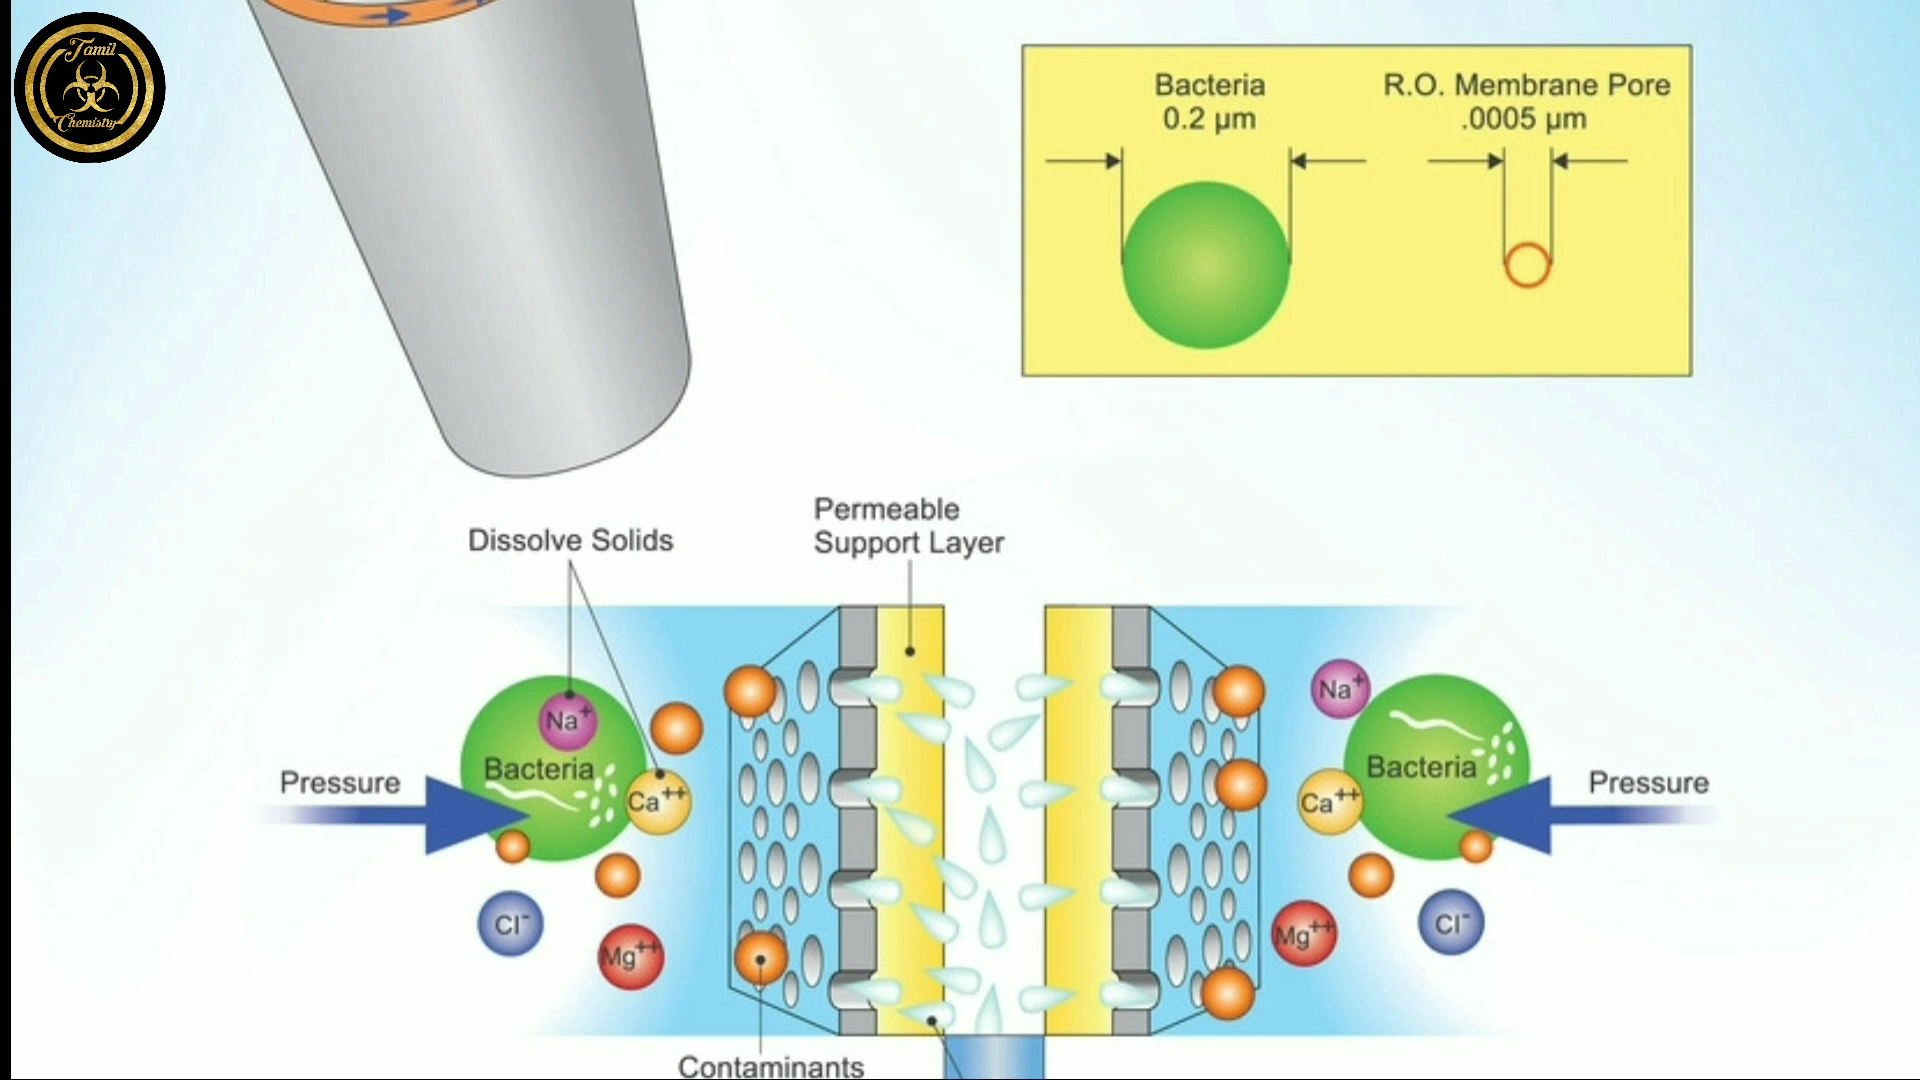 Tamil
Chemistry
Bacteria
0.2 µm
R.O. Membrane Pore
.0005 µm
Dissolve Solids
Permeable
Support Layer
Pressure
Bacteria
Na+
Ca++
Cl-
Mg++
Contaminants
Na+
Bacteria
Ca++
Mg++
Cl-
Pressure